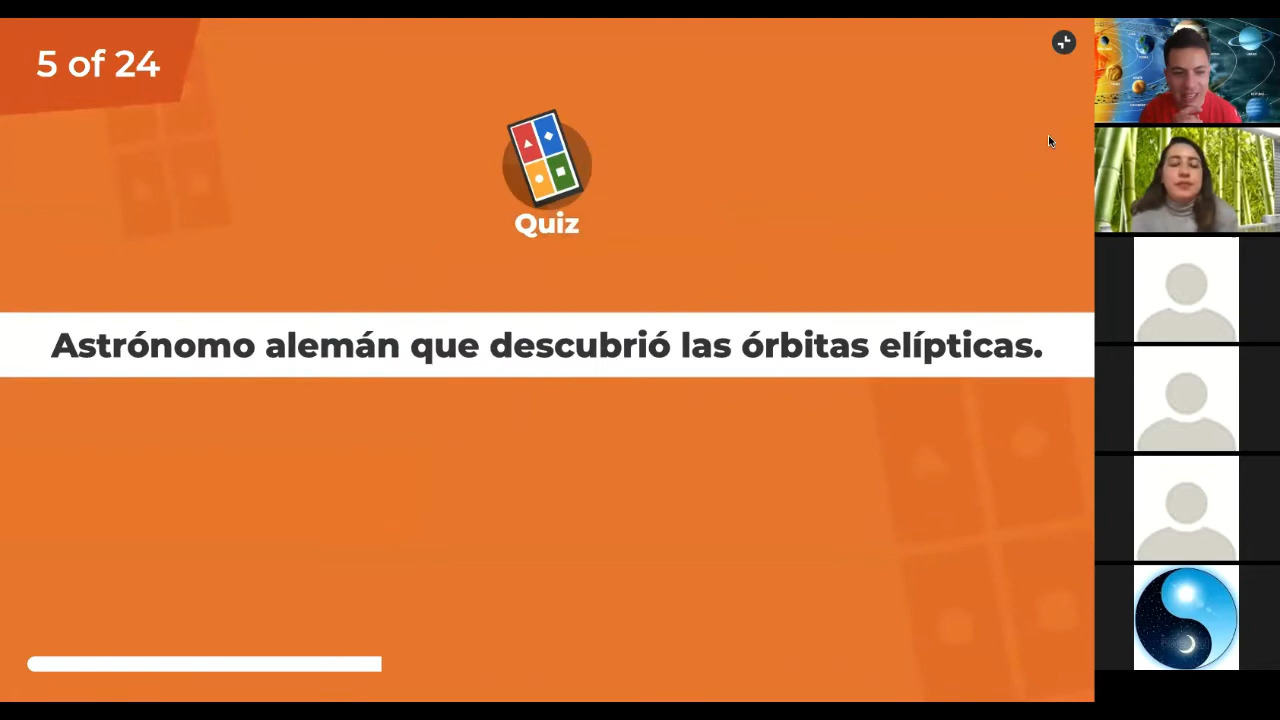 5 of 24
Quiz
Astrónomo alemán que descubrió las órbitas elípticas.